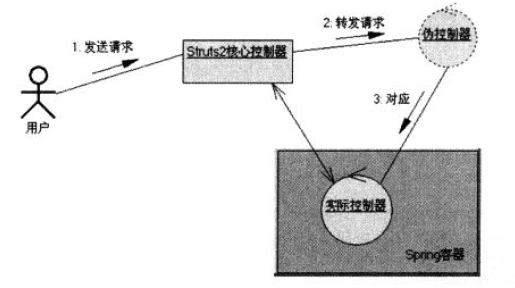 1: 发送请求
2: 转发请求
Struts2核心控制器
伪控制器
用户
3: 对应
实际控制器
Spring容器